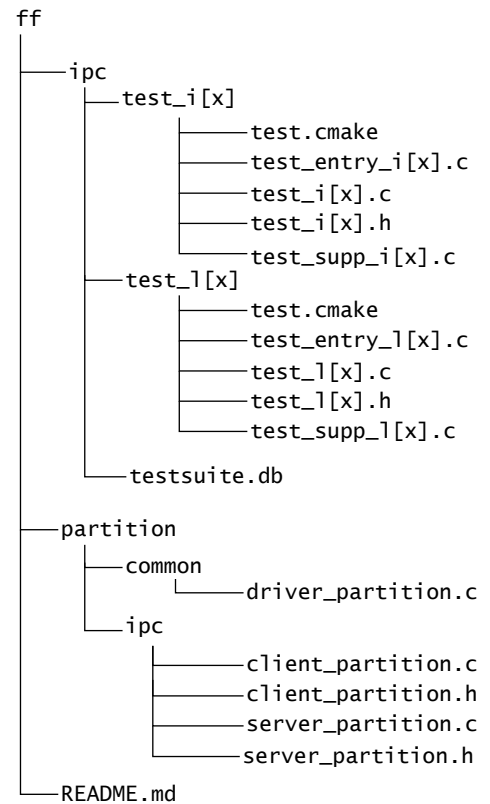 ff
ipc
test_i[x]
test.cmake
test_entry_i[x].c
test_i[x].c
test_i[x].h
test_supp_i[x].c
test_l[x]
test.cmake
test_entry_l[x].c
test_l[x].c
test_l[x].h
test_supp_l[x].c
testsuite.db
partition
common
driver_partition.c
ipc
client_partition.c
client_partition.h
server_partition.c
server_partition.h
README.md